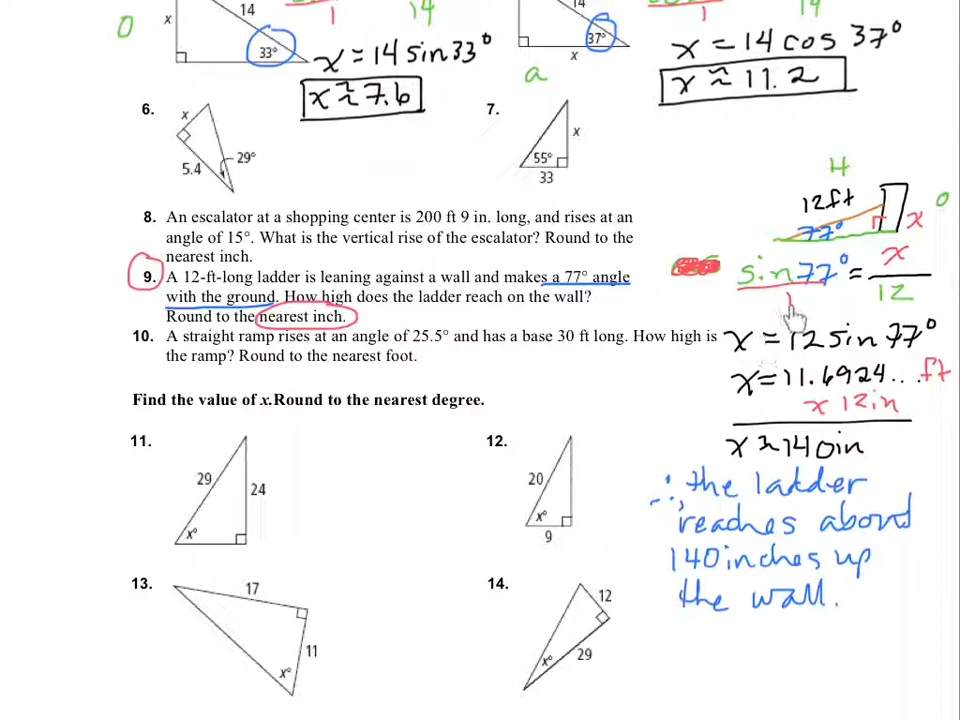 14
14
1
14
1
14
O
x
33°
x = 14 sin 33°
x ≈ 7.6
37°
x
a
x = 14 cos 37°
x ≈ 11.2
6.
x
29°
5.4
7.
x
55°
33
H
12ft
77°
x
O
sin 77° = x
12
8. An escalator at a shopping center is 200 ft 9 in. long, and rises at an
angle of 15°. What is the vertical rise of the escalator? Round to the
nearest inch.
9. A 12-ft-long ladder is leaning against a wall and makes a 77° angle
with the ground. How high does the ladder reach on the wall?
Round to the nearest inch.
10. A straight ramp rises at an angle of 25.5° and has a base 30 ft long. How high is
the ramp? Round to the nearest foot.
x = 12 sin 77°
x = 11.6924... ft
x 12in
x ≈ 140in
∴ the ladder
reaches about
140 inches up
the wall.
Find the value of x.Round to the nearest degree.
11.
29
24
x°
12.
20
x°
9
13.
17
11
x°
14.
12
x°
29